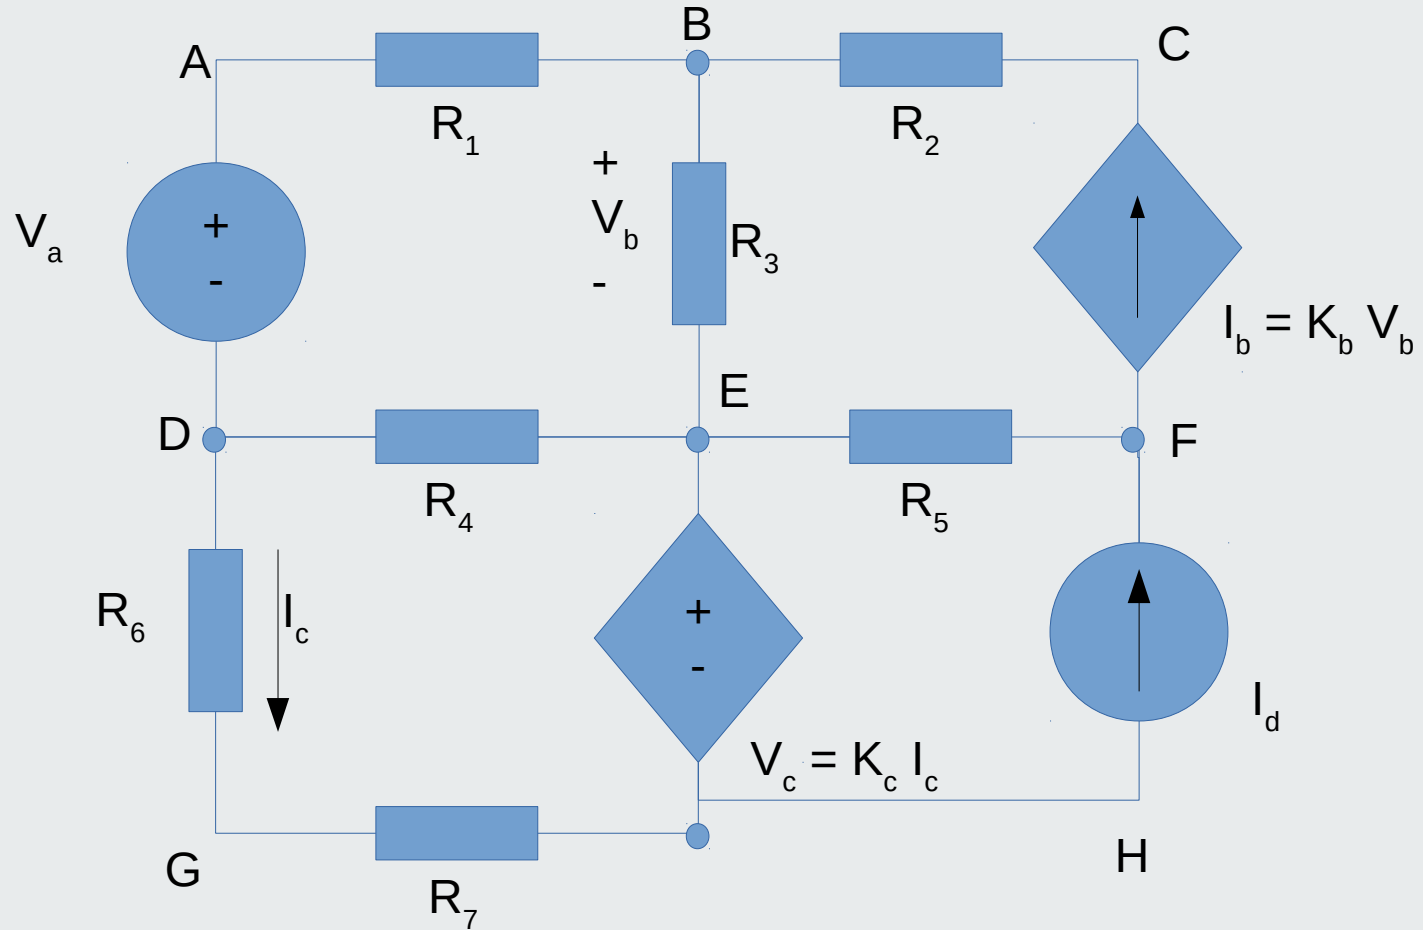 B
C
A
R1
R2
+
Vb
-
R3
Va
+
-
Ib = Kb Vb
E
D
F
R4
R5
R6
Ic
+
-
Id
Vc = Kc Ic
G
H
R7